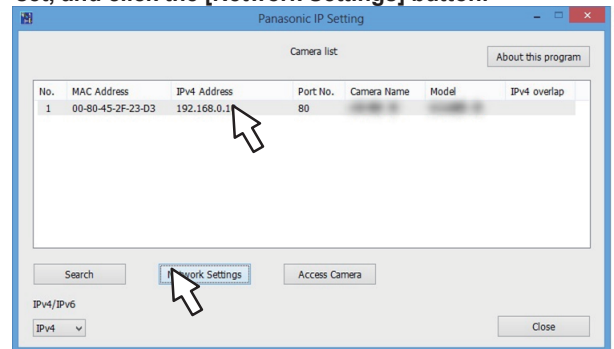 set, and click the [Network Settings] button.
Panasonic IP Setting
Camera list
About this program
No. MAC Address IPv4 Address Port No. Camera Name Model IPv4 overlap
1 00-80-45-2F-23-D3 80
Search Network Settings Access Camera
IPv4/IPv6
IPv4
Close